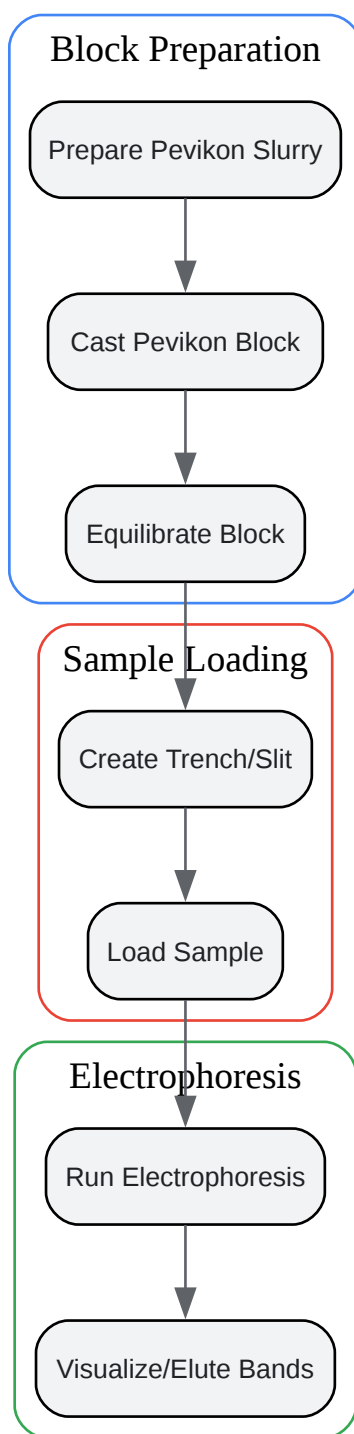 Block Preparation
Prepare Pevikon Slurry
Cast Pevikon Block
Equilibrate Block
Sample Loading
Create Trench/Slit
Load Sample
Electrophoresis
Run Electrophoresis
Visualize/Elute Bands